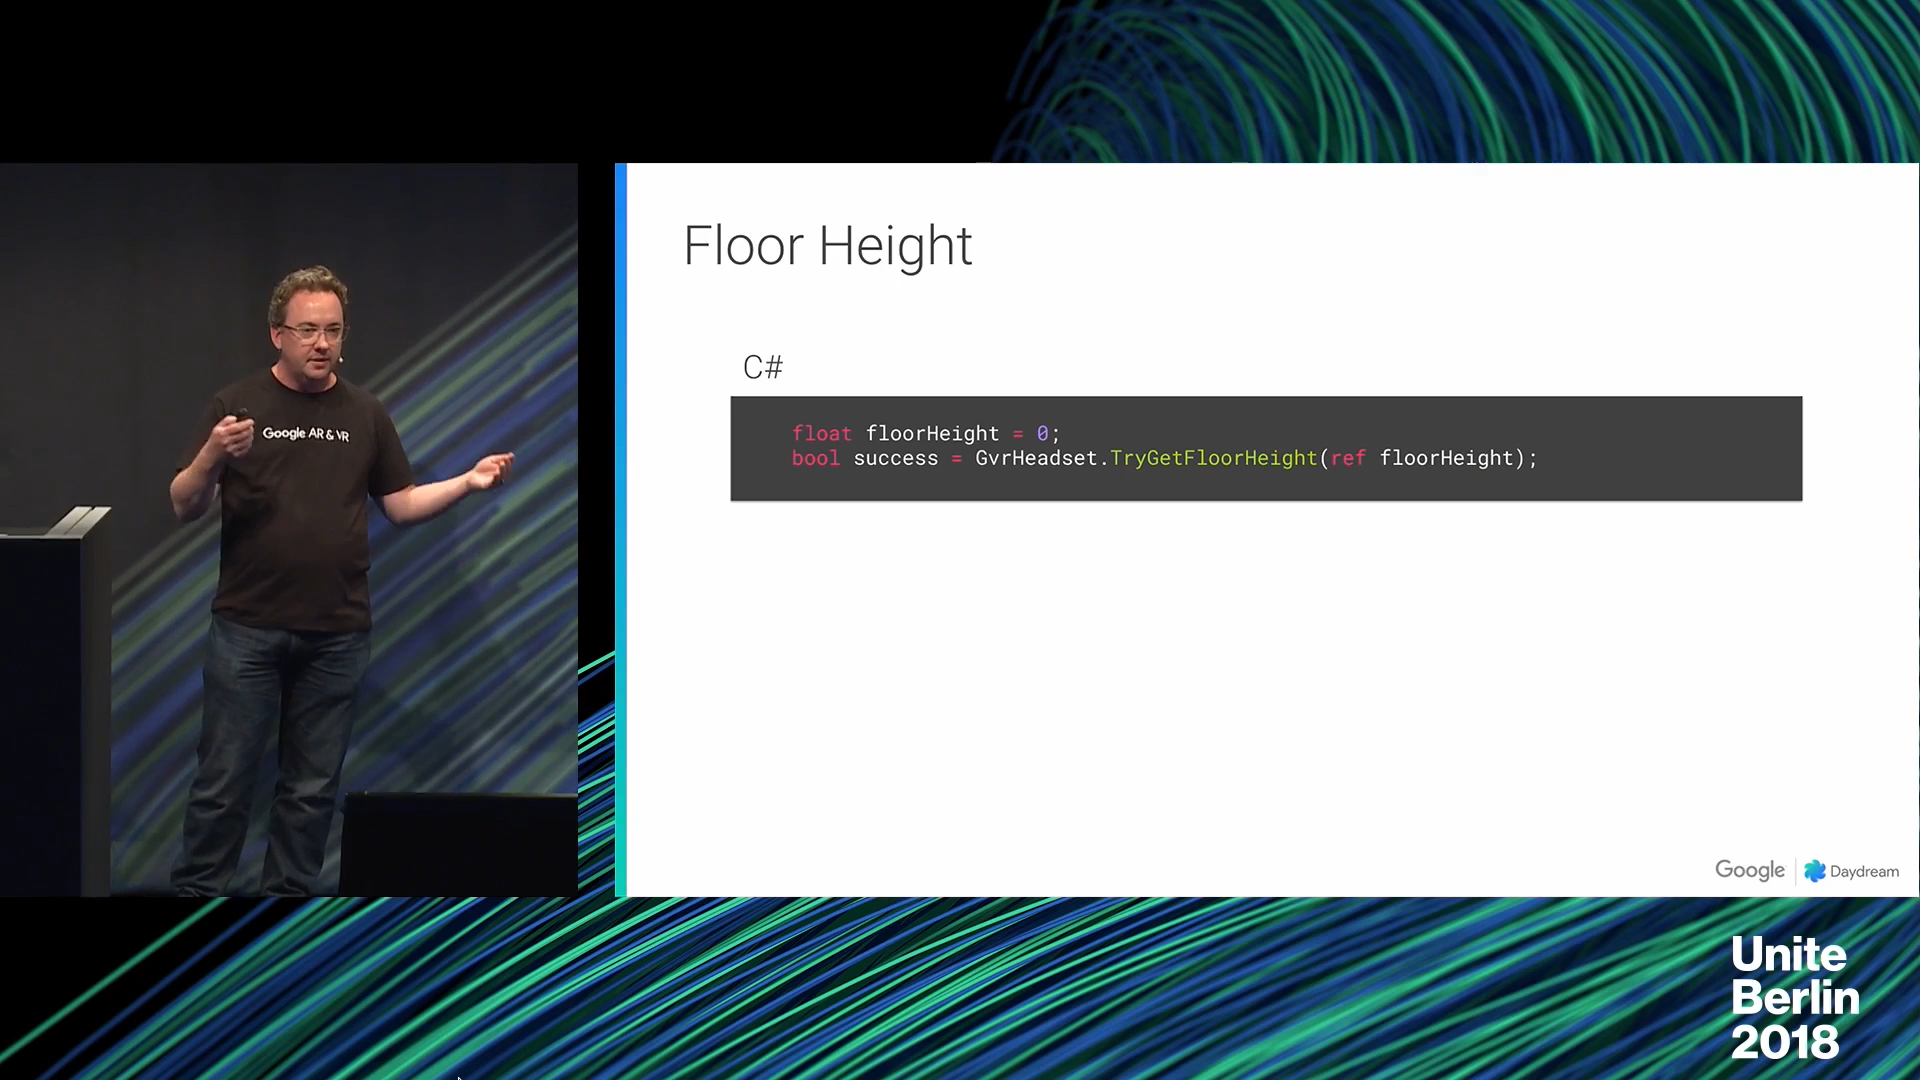 Google AR & VR
Floor Height
C#
float floorHeight = 0;
bool success = GvrHeadset.TryGetFloorHeight(ref floorHeight);
Google
Daydream
Unite
Berlin
2018